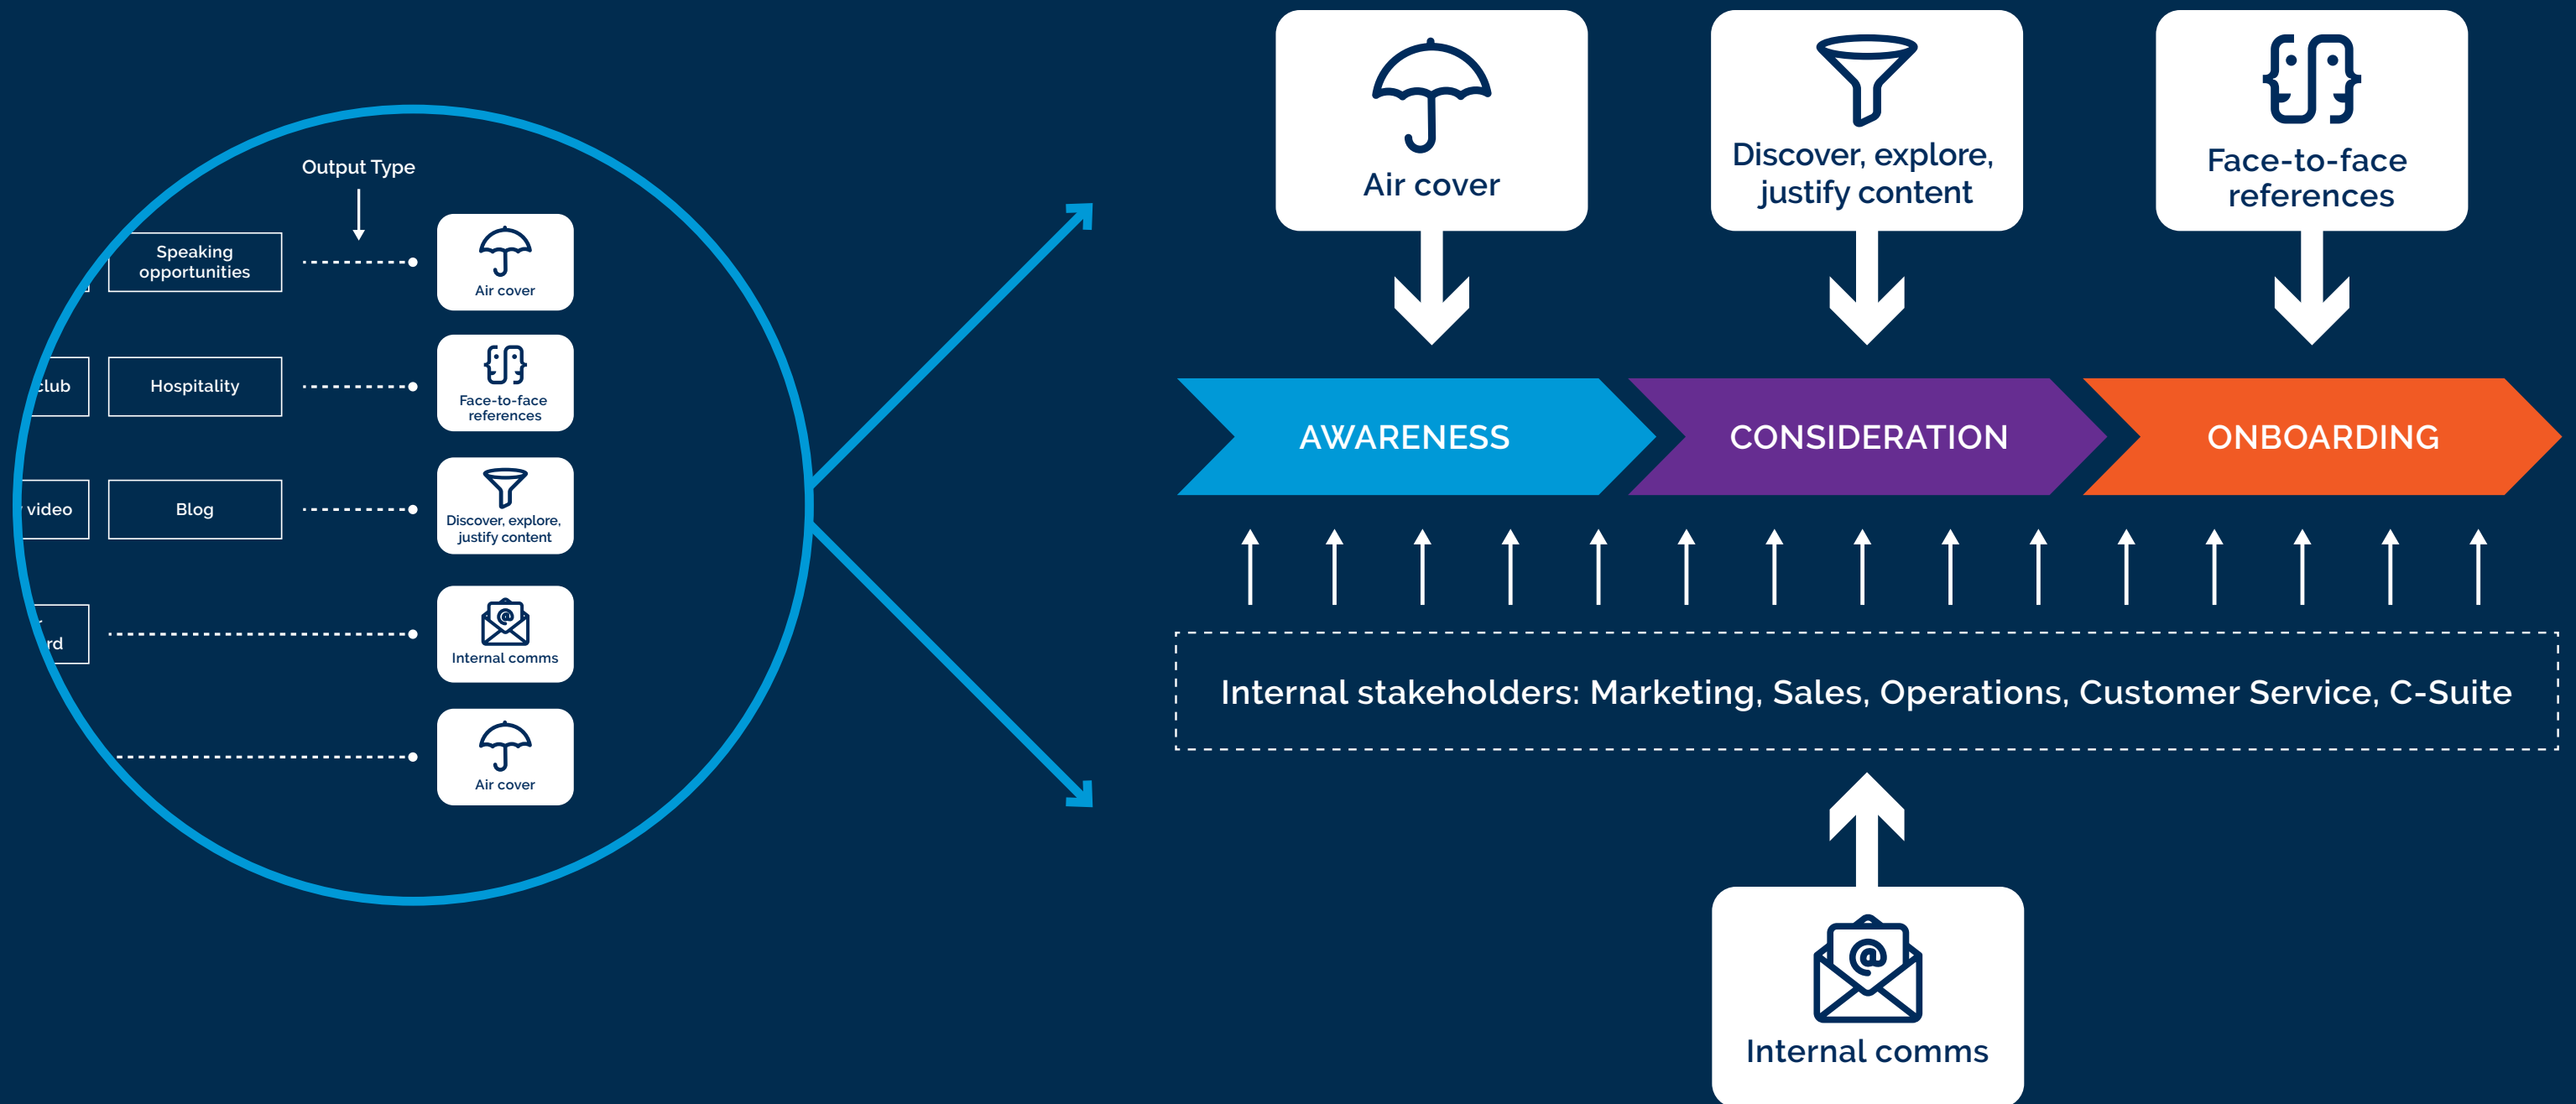 Output Type
Speaking
opportunities
Air cover
club
Hospitality
Face-to-face
references
video
Blog
Discover, explore,
justify content
rd
@
Internal comms
Air cover
Air cover
Discover, explore,
justify content
Face-to-face
references
AWARENESS
CONSIDERATION
ONBOARDING
Internal stakeholders: Marketing, Sales, Operations, Customer Service, C-Suite
@
Internal comms